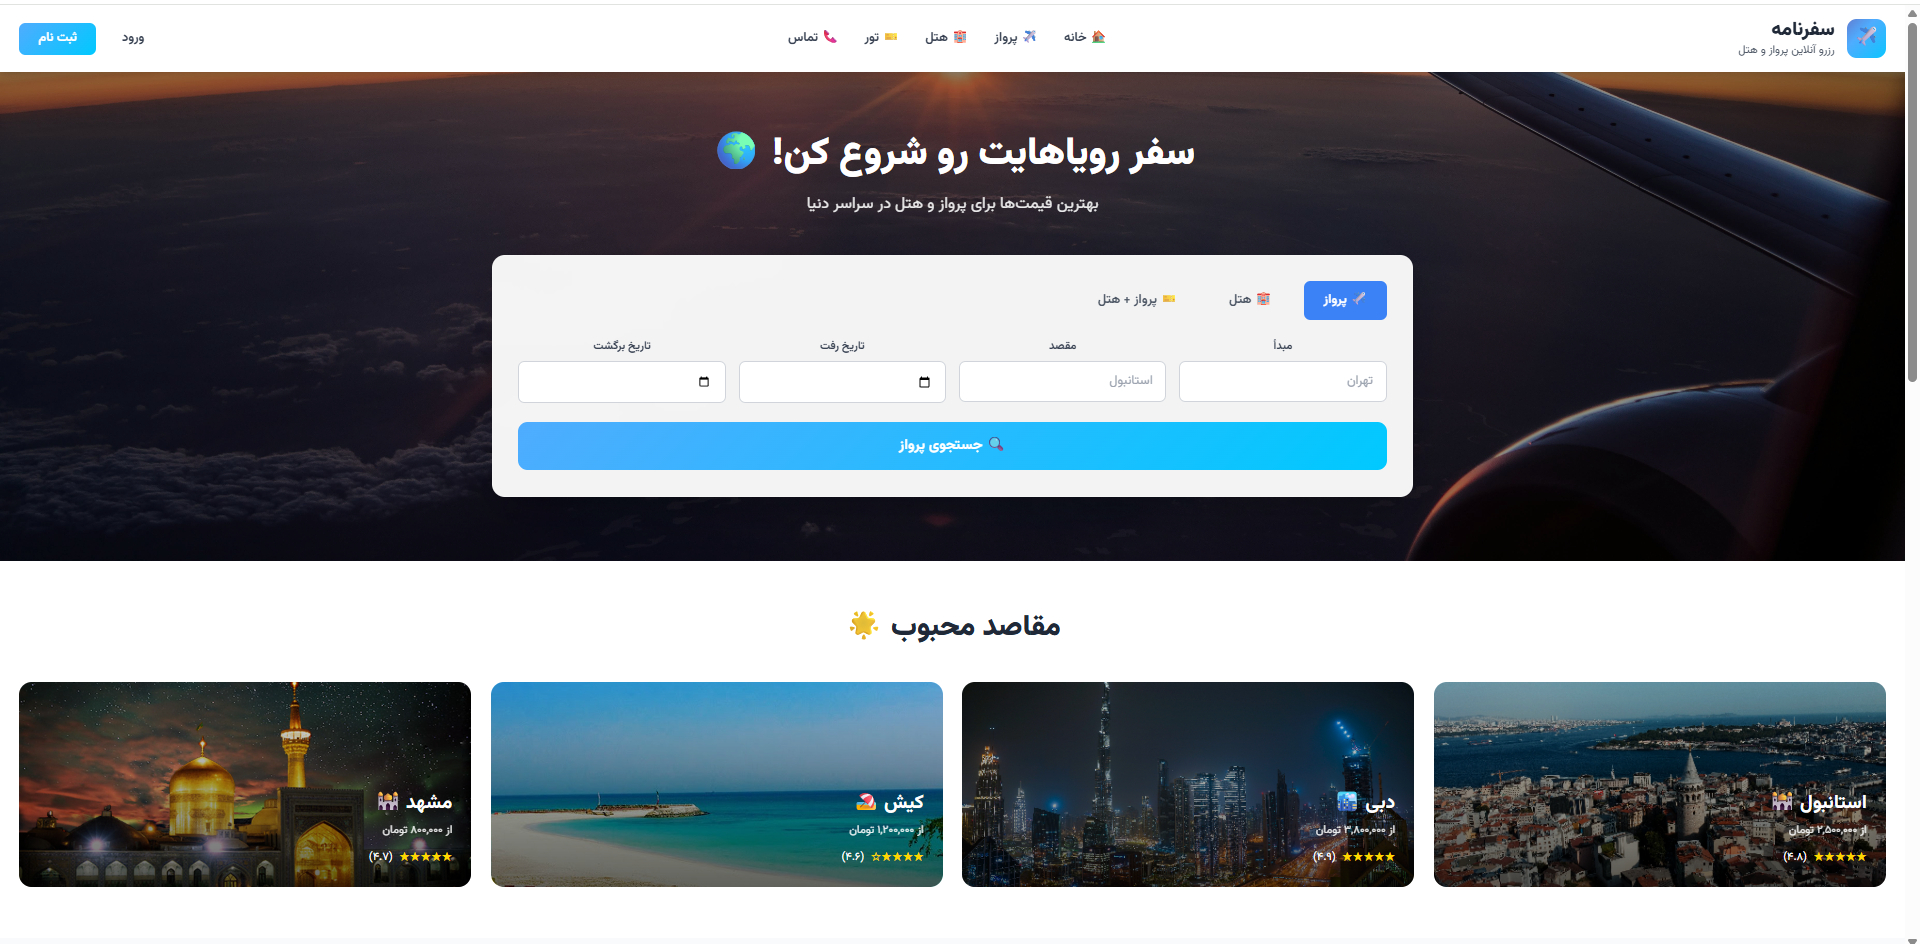 سفرنامه
رزرو آنلاین پرواز و هتل
خانه
پرواز
هتل
تور
تماس
ورود
ثبت نام
سفر رویاهایت رو شروع کن!
بهترین قیمت‌ها برای پرواز و هتل در سراسر دنیا
پرواز
هتل
پرواز + هتل
مبدأ
مقصد
تاریخ رفت
تاریخ برگشت
تهران
استانبول
جستجوی پرواز
مقاصد محبوب
استانبول
از ۲,۵۰۰,۰۰۰ تومان
★★★★★ (۴.۸)
دبی
از ۳,۸۰۰,۰۰۰ تومان
★★★★★ (۴.۹)
کیش
از ۱,۲۰۰,۰۰۰ تومان
★★★★☆ (۴.۶)
مشهد
از ۸۰۰,۰۰۰ تومان
★★★★★ (۴.۷)